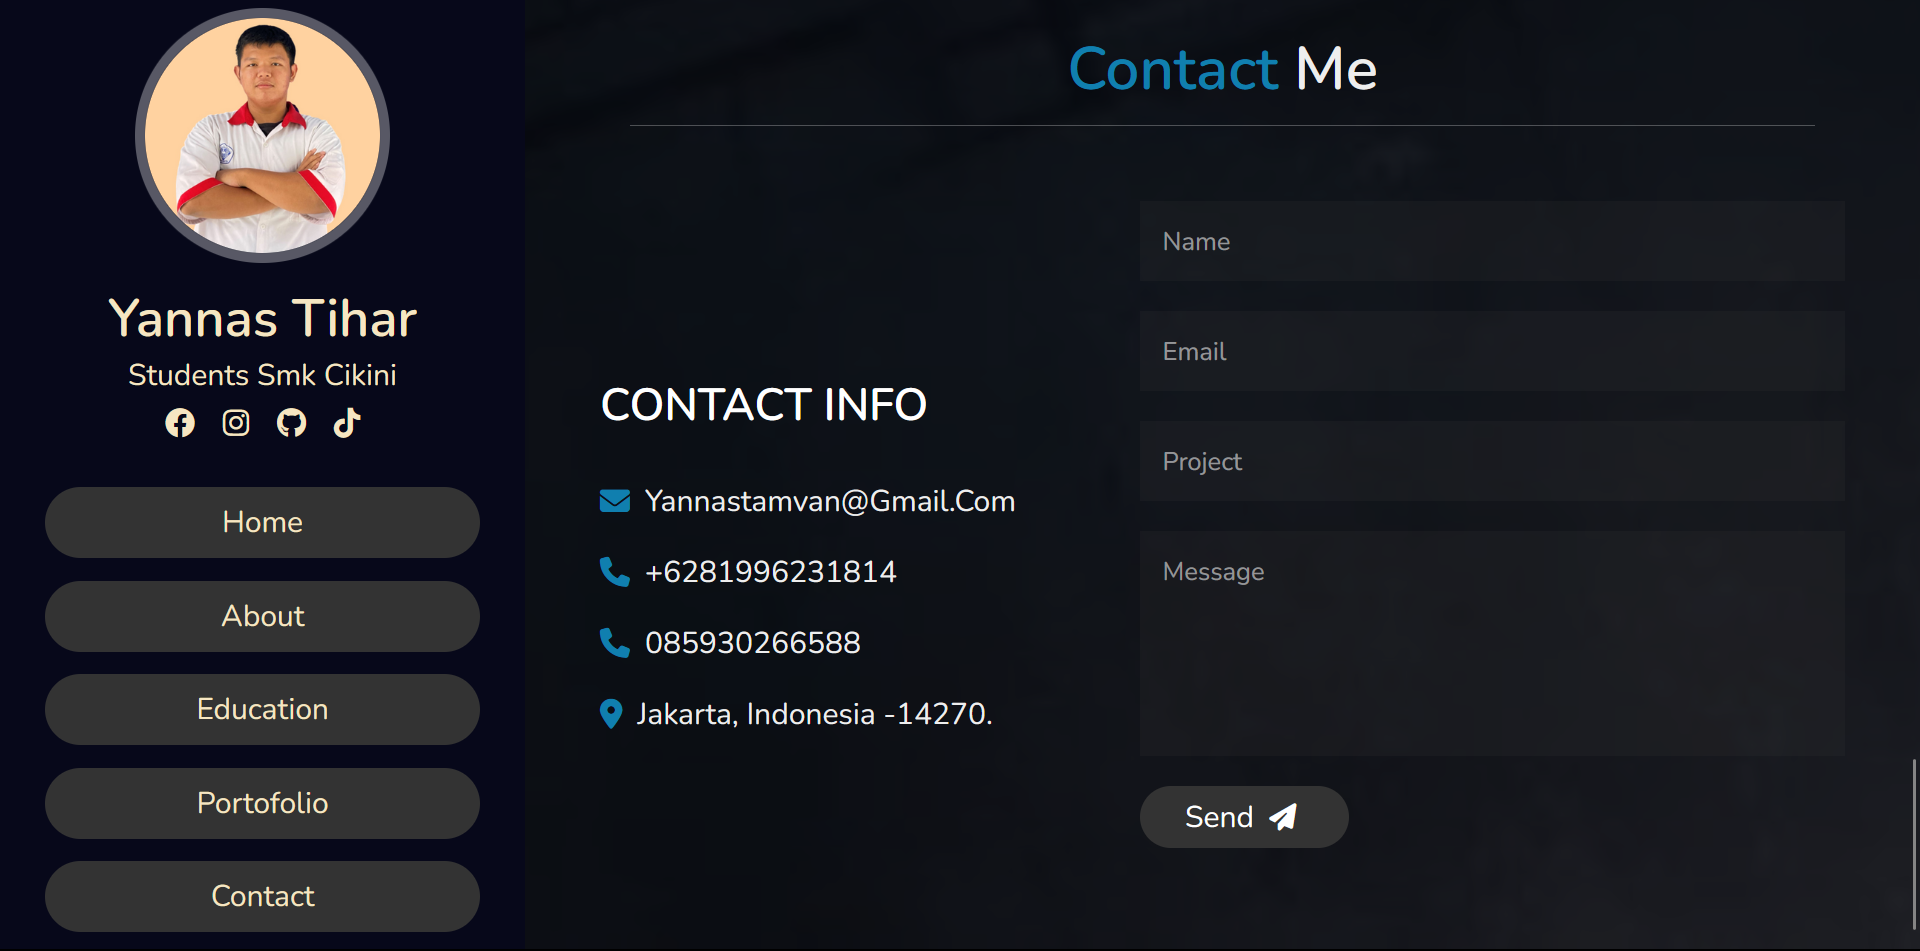 Yannas Tihar
Students Smk Cikini
Home
About
Education
Portofolio
Contact
Contact Me
CONTACT INFO
Yannastamvan@Gmail.Com
+6281996231814
085930266588
Jakarta, Indonesia -14270.
Name
Email
Project
Message
Send